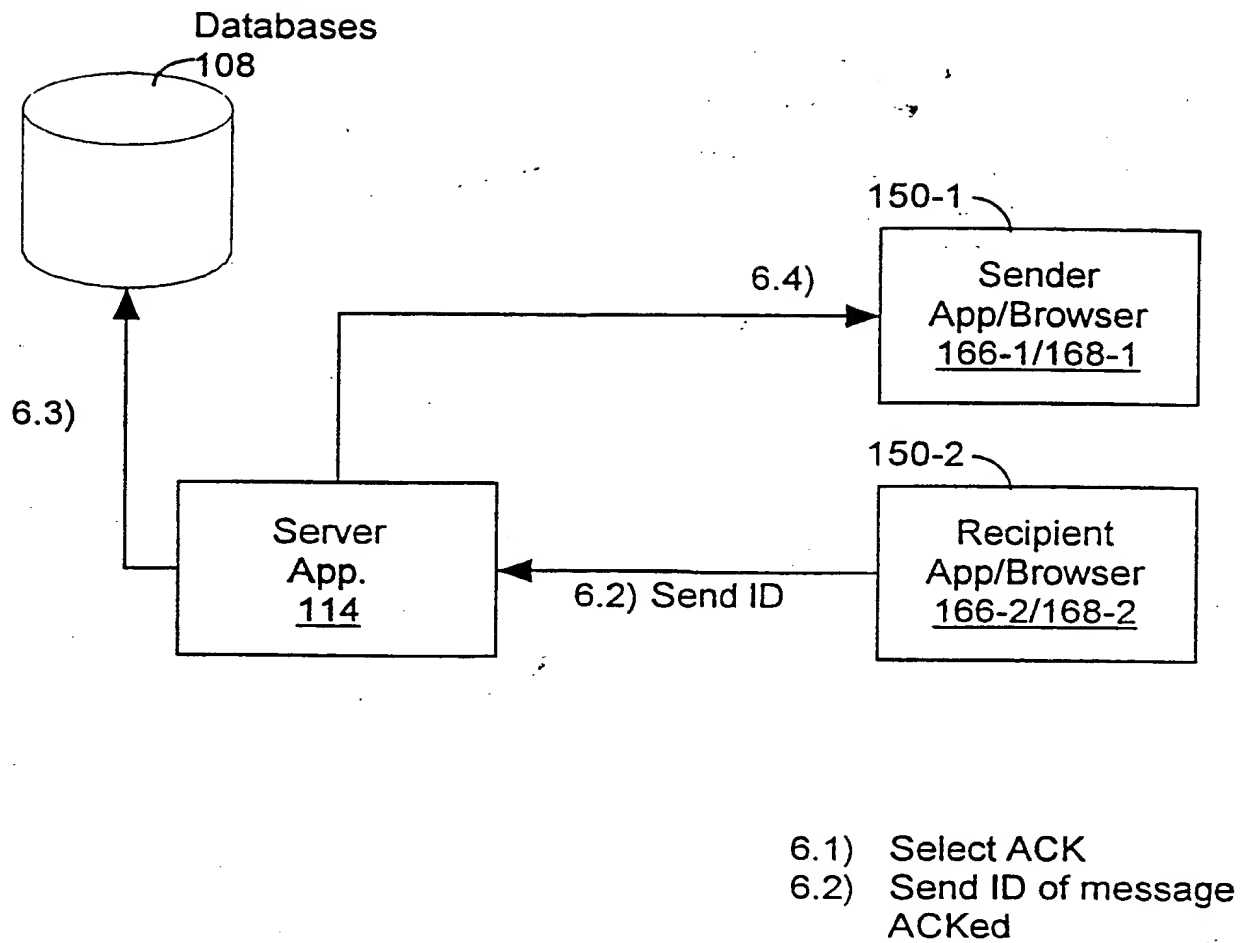 Databases
108
150-1
Sender
App/Browser
166-1/168-1
6.4)
6.3)
150-2
Server
App.
114
Recipient
App/Browser
166-2/168-2
6.2) Send ID
6.1) Select ACK
6.2) Send ID of message
ACKed